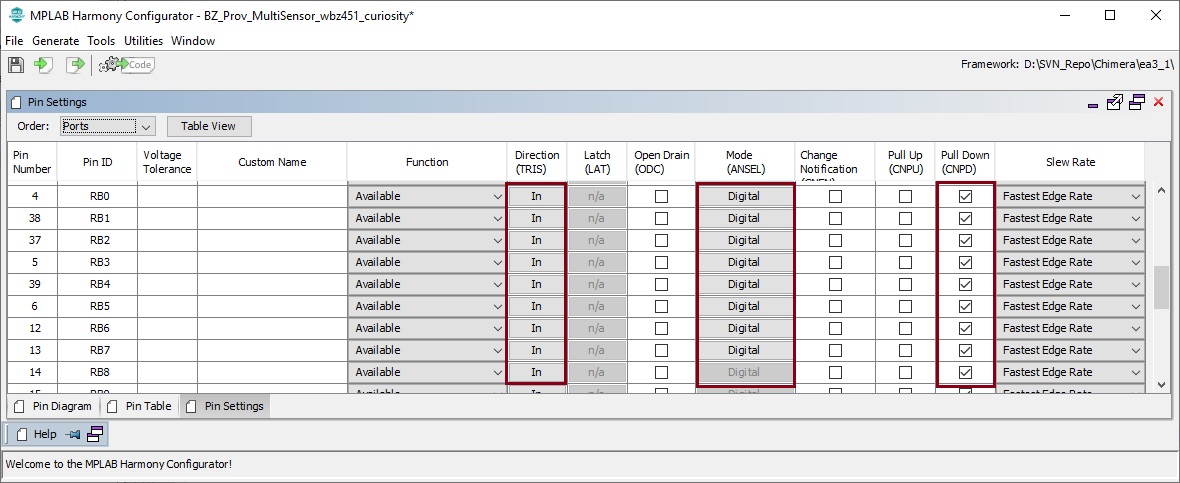 MPLAB Harmony Configurator - BZ_Prov_MultiSensor_wbz451_curiosity*
File Generate Tools Utilities Window
Code Framework: D:\SVN_Repo\Chimera\ea3_1\
Pin Settings
Order: Ports Table View
Pin Number Pin ID Voltage Tolerance Custom Name Function Direction (TRIS) Latch (LAT) Open Drain (ODC) Mode (ANSEL) Change Notification (CNEN) Pull Up (CNPU) Pull Down (CNPD) Slew Rate
4 RB0 Available In n/a Digital Fastest Edge Rate
38 RB1 Available In n/a Digital Fastest Edge Rate
37 RB2 Available In n/a Digital Fastest Edge Rate
5 RB3 Available In n/a Digital Fastest Edge Rate
39 RB4 Available In n/a Digital Fastest Edge Rate
6 RB5 Available In n/a Digital Fastest Edge Rate
12 RB6 Available In n/a Digital Fastest Edge Rate
13 RB7 Available In n/a Digital Fastest Edge Rate
14 RB8 Available In n/a Digital Fastest Edge Rate
Pin Diagram Pin Table Pin Settings
Help
Welcome to the MPLAB Harmony Configurator!